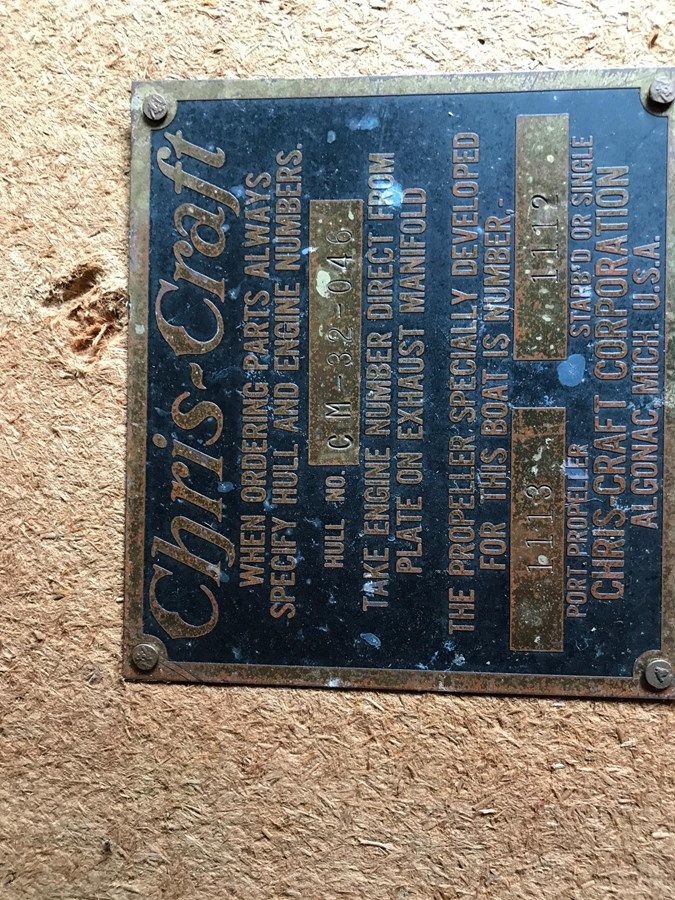 Chris-Craft
WHEN ORDERING PARTS ALWAYS
SPECIFY HULL AND ENGINE NUMBERS.
HULL NO. CM-32-046
TAKE ENGINE NUMBER DIRECT FROM
PLATE ON EXHAUST MANIFOLD
THE PROPELLER SPECIALLY DEVELOPED
FOR THIS BOAT IS NUMBER,-
1113 1112
PORT. PROPELLER STARB'D OR SINGLE
CHRIS-CRAFT CORPORATION
ALGONAC, MICH. U.S.A.